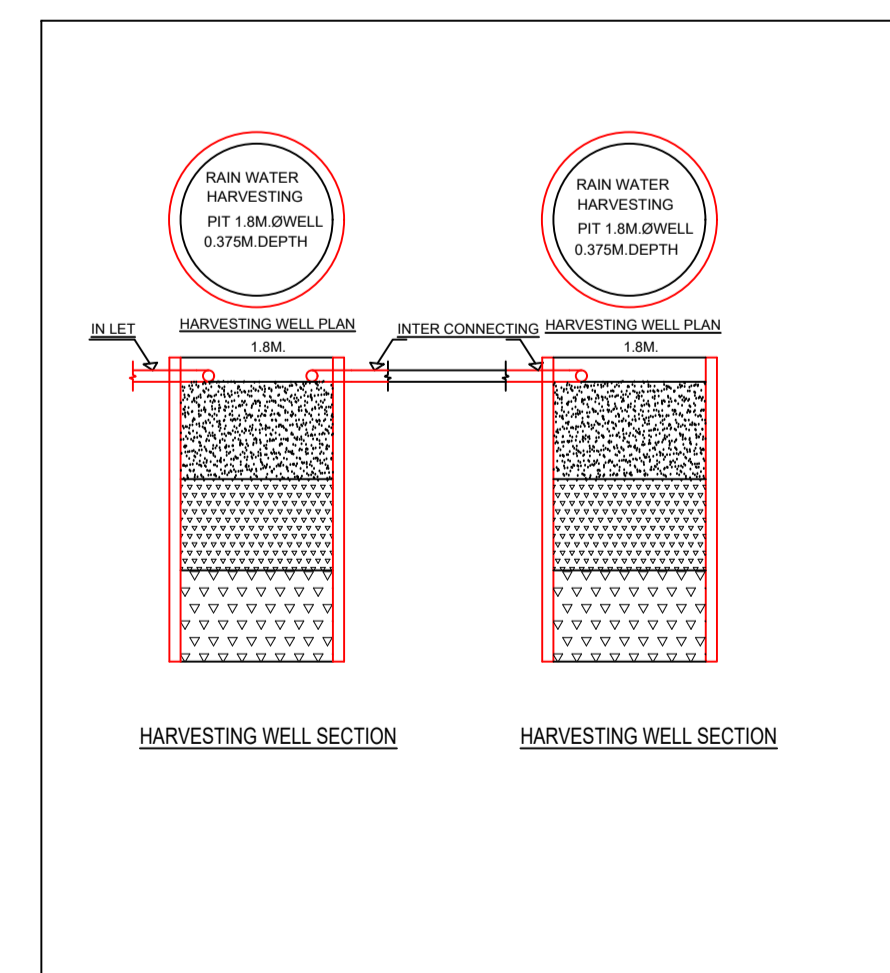 RAIN WATER
HARVESTING
PIT 1.8M.ØWELL
0.375M.DEPTH
RAIN WATER
HARVESTING
PIT 1.8M.ØWELL
0.375M.DEPTH
IN LET
HARVESTING WELL PLAN
INTER CONNECTING
HARVESTING WELL PLAN
1.8M.
1.8M.
HARVESTING WELL SECTION
HARVESTING WELL SECTION